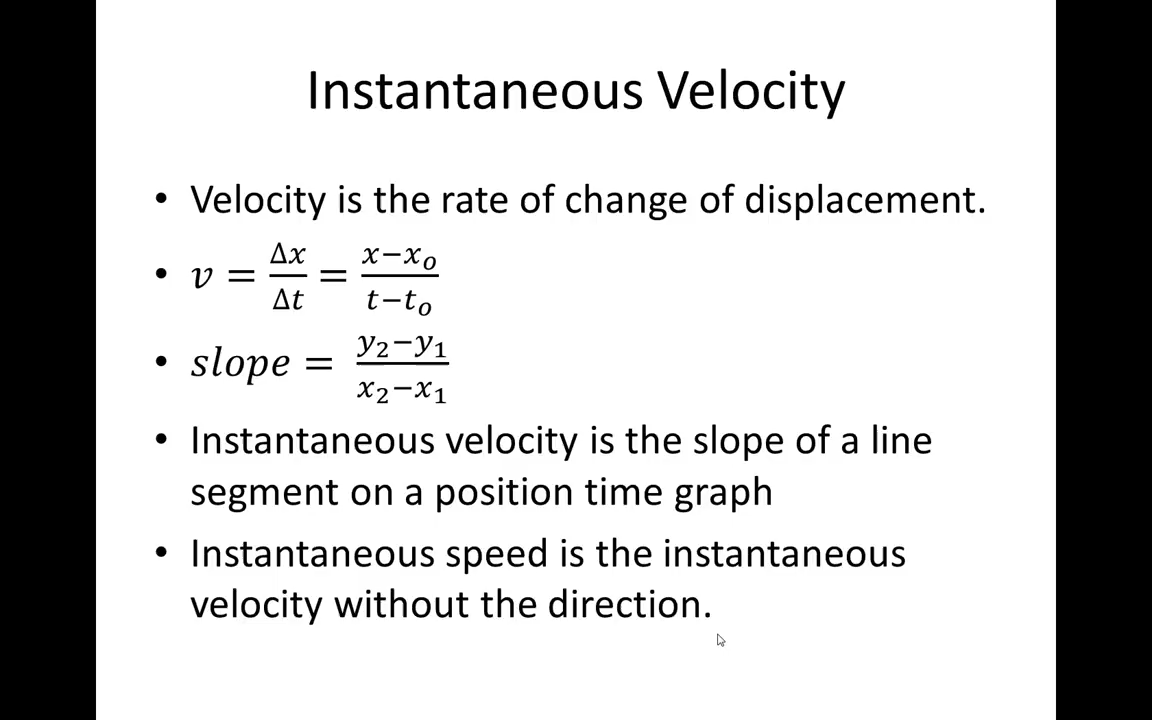 Instantaneous Velocity
• Velocity is the rate of change of displacement.
• v = Δx/Δt = x−xₒ/t−tₒ
• slope = y₂−y₁/x₂−x₁
• Instantaneous velocity is the slope of a line
segment on a position time graph
• Instantaneous speed is the instantaneous
velocity without the direction.